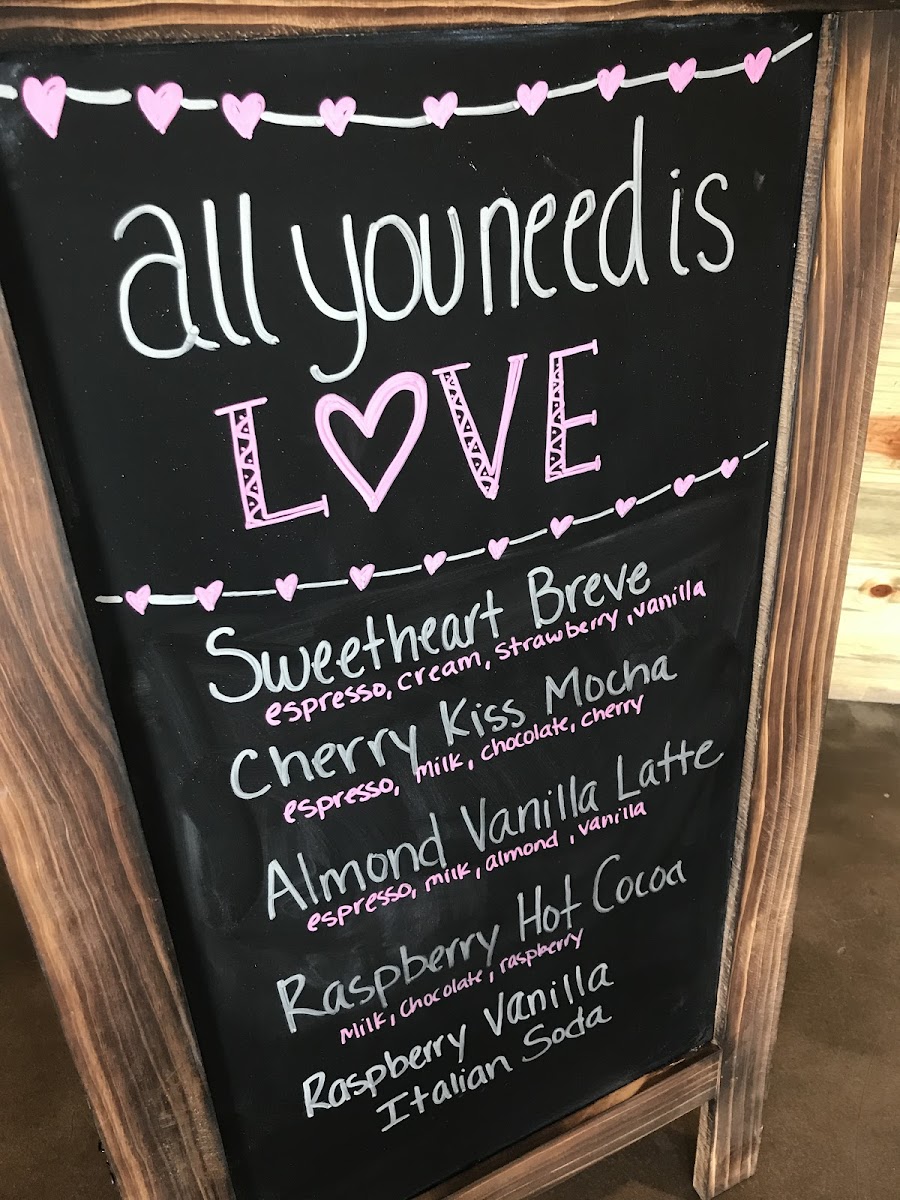 all you need is
LOVE
Sweetheart Breve
espresso, cream, strawberry, vanilla
Cherry Kiss Mocha
espresso, milk, chocolate, cherry
Almond Vanilla Latte
espresso, milk, almond, vanilla
Raspberry Hot Cocoa
Milk, chocolate, raspberry
Raspberry Vanilla
Italian Soda